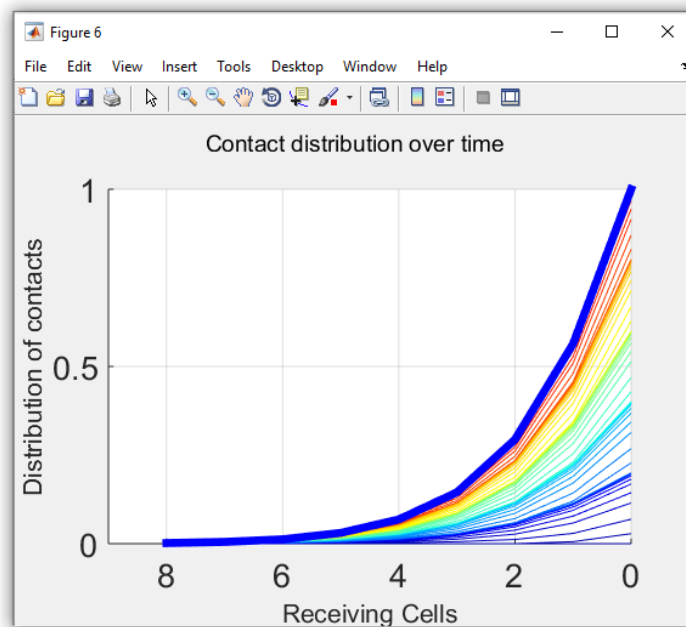 Figure 6
File Edit View Insert Tools Desktop Window Help
Contact distribution over time
1
0.5
0
Distribution of contacts
8 6 4 2 0
Receiving Cells